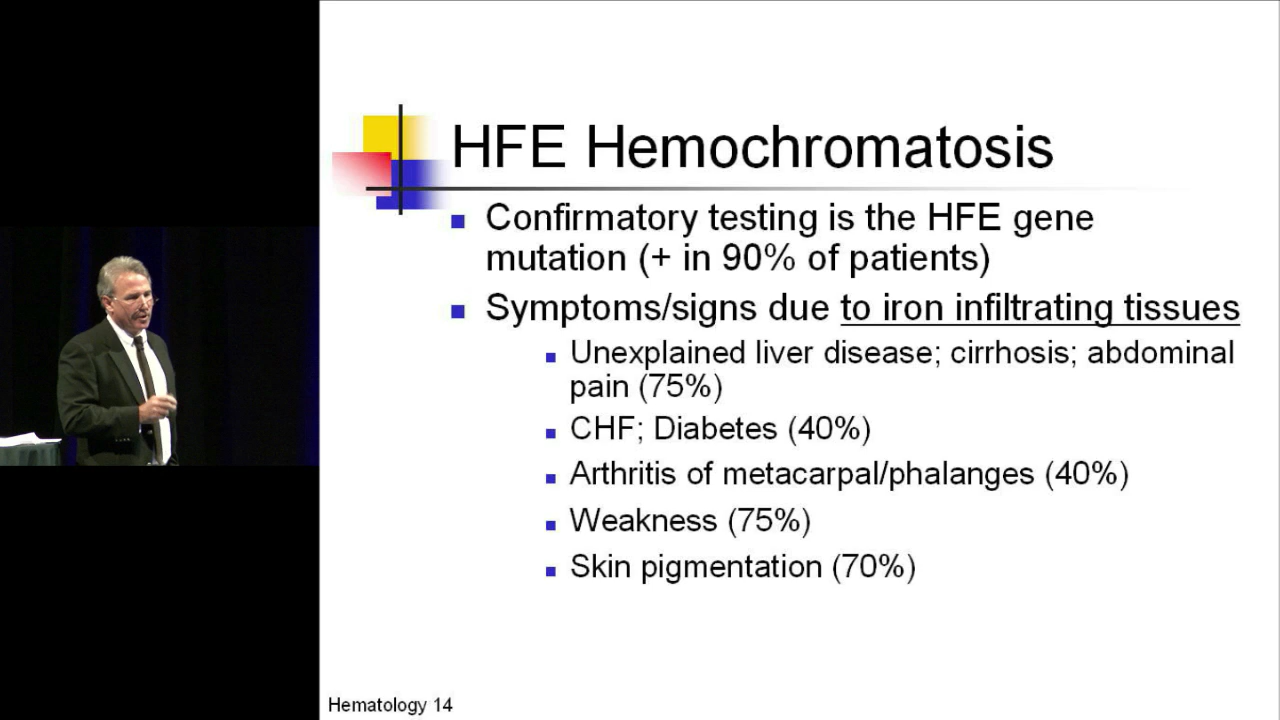 HFE Hemochromatosis
Confirmatory testing is the HFE gene
mutation (+ in 90% of patients)
Symptoms/signs due to iron infiltrating tissues
Unexplained liver disease; cirrhosis; abdominal
pain (75%)
CHF; Diabetes (40%)
Arthritis of metacarpal/phalanges (40%)
Weakness (75%)
Skin pigmentation (70%)
Hematology 14